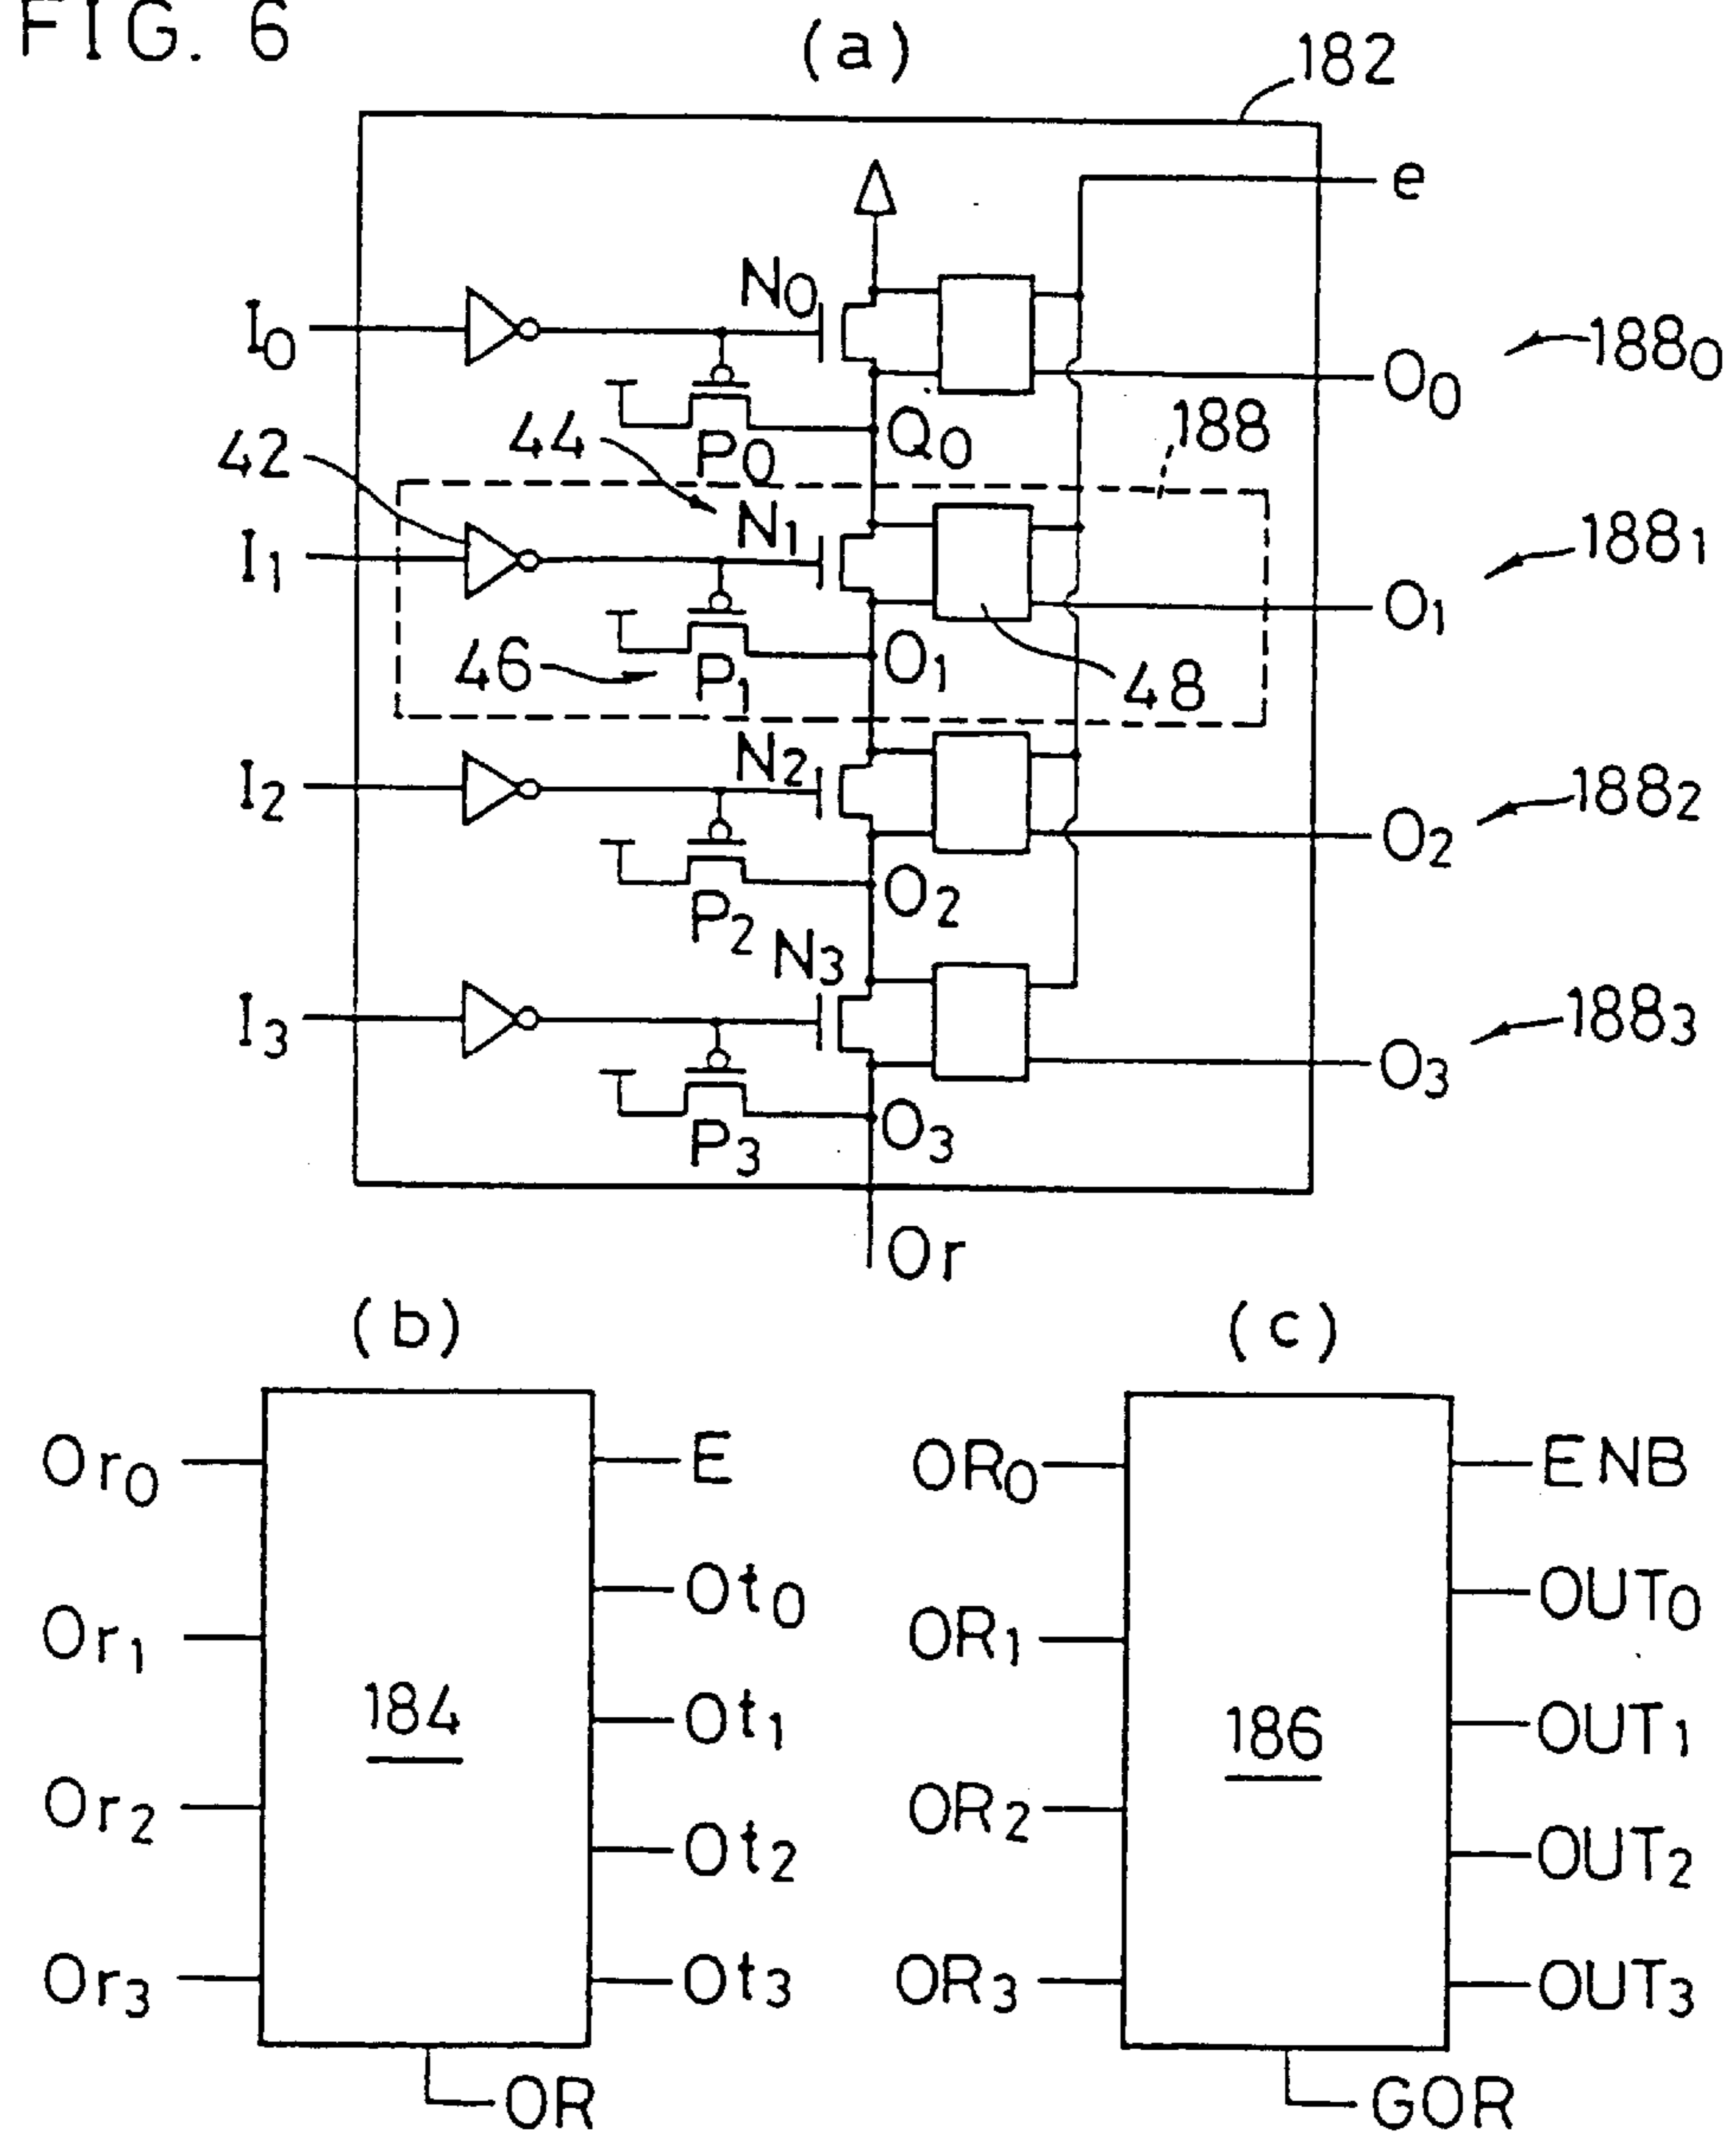 FIG. 6
(a)
182
e
N0
I0
O0
1880
P0
Q0
188
44
42
N1
I1
1881
O1
46
P1
O1
48
N2
I2
1882
O2
O2
P2
N3
I3
1883
O3
P3
O3
Or
(b)
(c)
Or0
E
Ot0
Or1
Ot1
184
Or2
Ot2
Or3
Ot3
OR
OR0
ENB
OUT0
OR1
OUT1
186
OR2
OUT2
OR3
OUT3
GOR